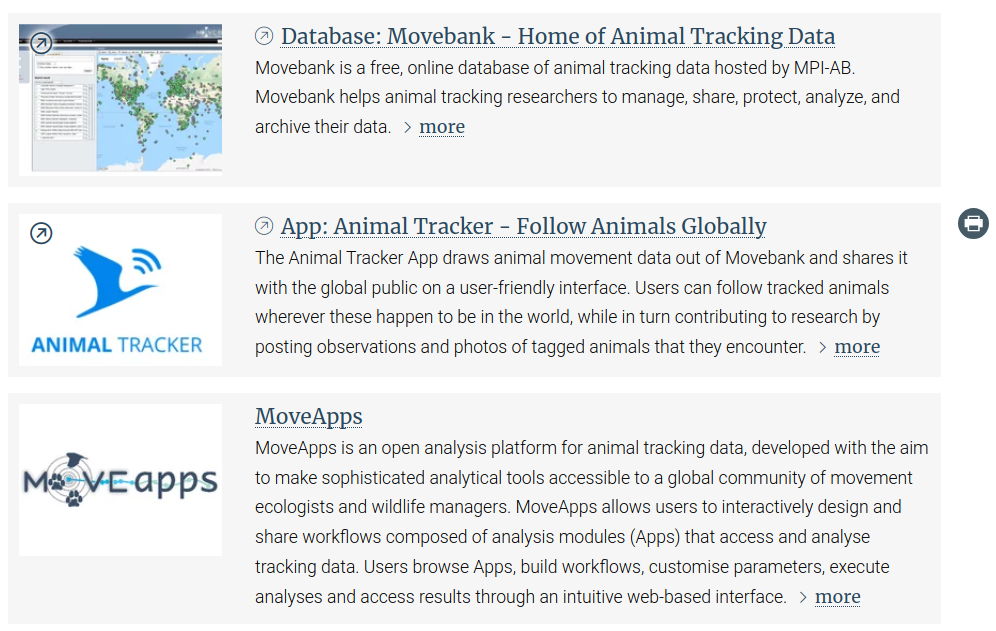 Database: Movebank - Home of Animal Tracking Data
Movebank is a free, online database of animal tracking data hosted by MPI-AB.
Movebank helps animal tracking researchers to manage, share, protect, analyze, and
archive their data. > more
ANIMAL TRACKER
App: Animal Tracker - Follow Animals Globally
The Animal Tracker App draws animal movement data out of Movebank and shares it
with the global public on a user-friendly interface. Users can follow tracked animals
wherever these happen to be in the world, while in turn contributing to research by
posting observations and photos of tagged animals that they encounter. > more
MOVEapps
MoveApps
MoveApps is an open analysis platform for animal tracking data, developed with the aim
to make sophisticated analytical tools accessible to a global community of movement
ecologists and wildlife managers. MoveApps allows users to interactively design and
share workflows composed of analysis modules (Apps) that access and analyse
tracking data. Users browse Apps, build workflows, customise parameters, execute
analyses and access results through an intuitive web-based interface. > more